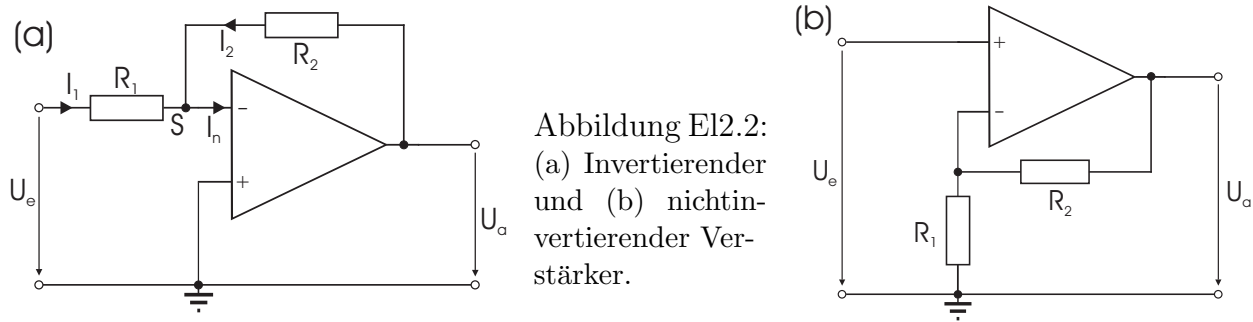 (a)
I₂
R₂
I₁
R₁
S
Iₙ
−
+
Uₑ
Uₐ
Abbildung El2.2:
(a) Invertierender
und (b) nichtin-
vertierender Ver-
stärker.
(b)
+
−
Uₑ
R₂
R₁
Uₐ